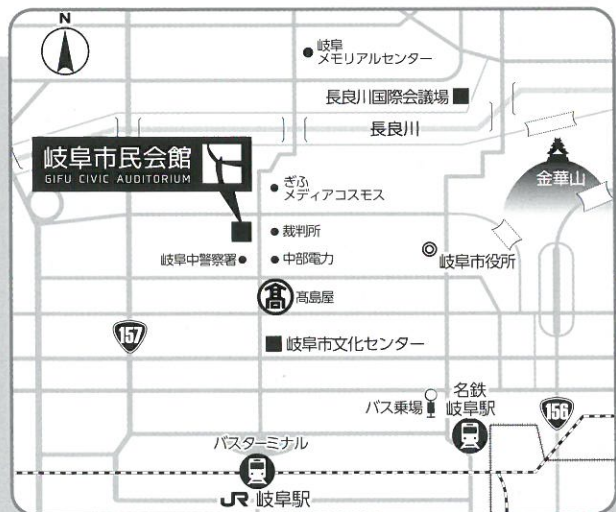 N
岐阜
メモリアルセンター
長良川国際会議場
長良川
岐阜市民会館
GIFU CIVIC AUDITORIUM
金華山
ぎふ
メディアコスモス
裁判所
岐阜中警察署
中部電力
岐阜市役所
髙
髙島屋
157
岐阜市文化センター
名鉄
岐阜駅
バス乗場
156
バスターミナル
JR 岐阜駅